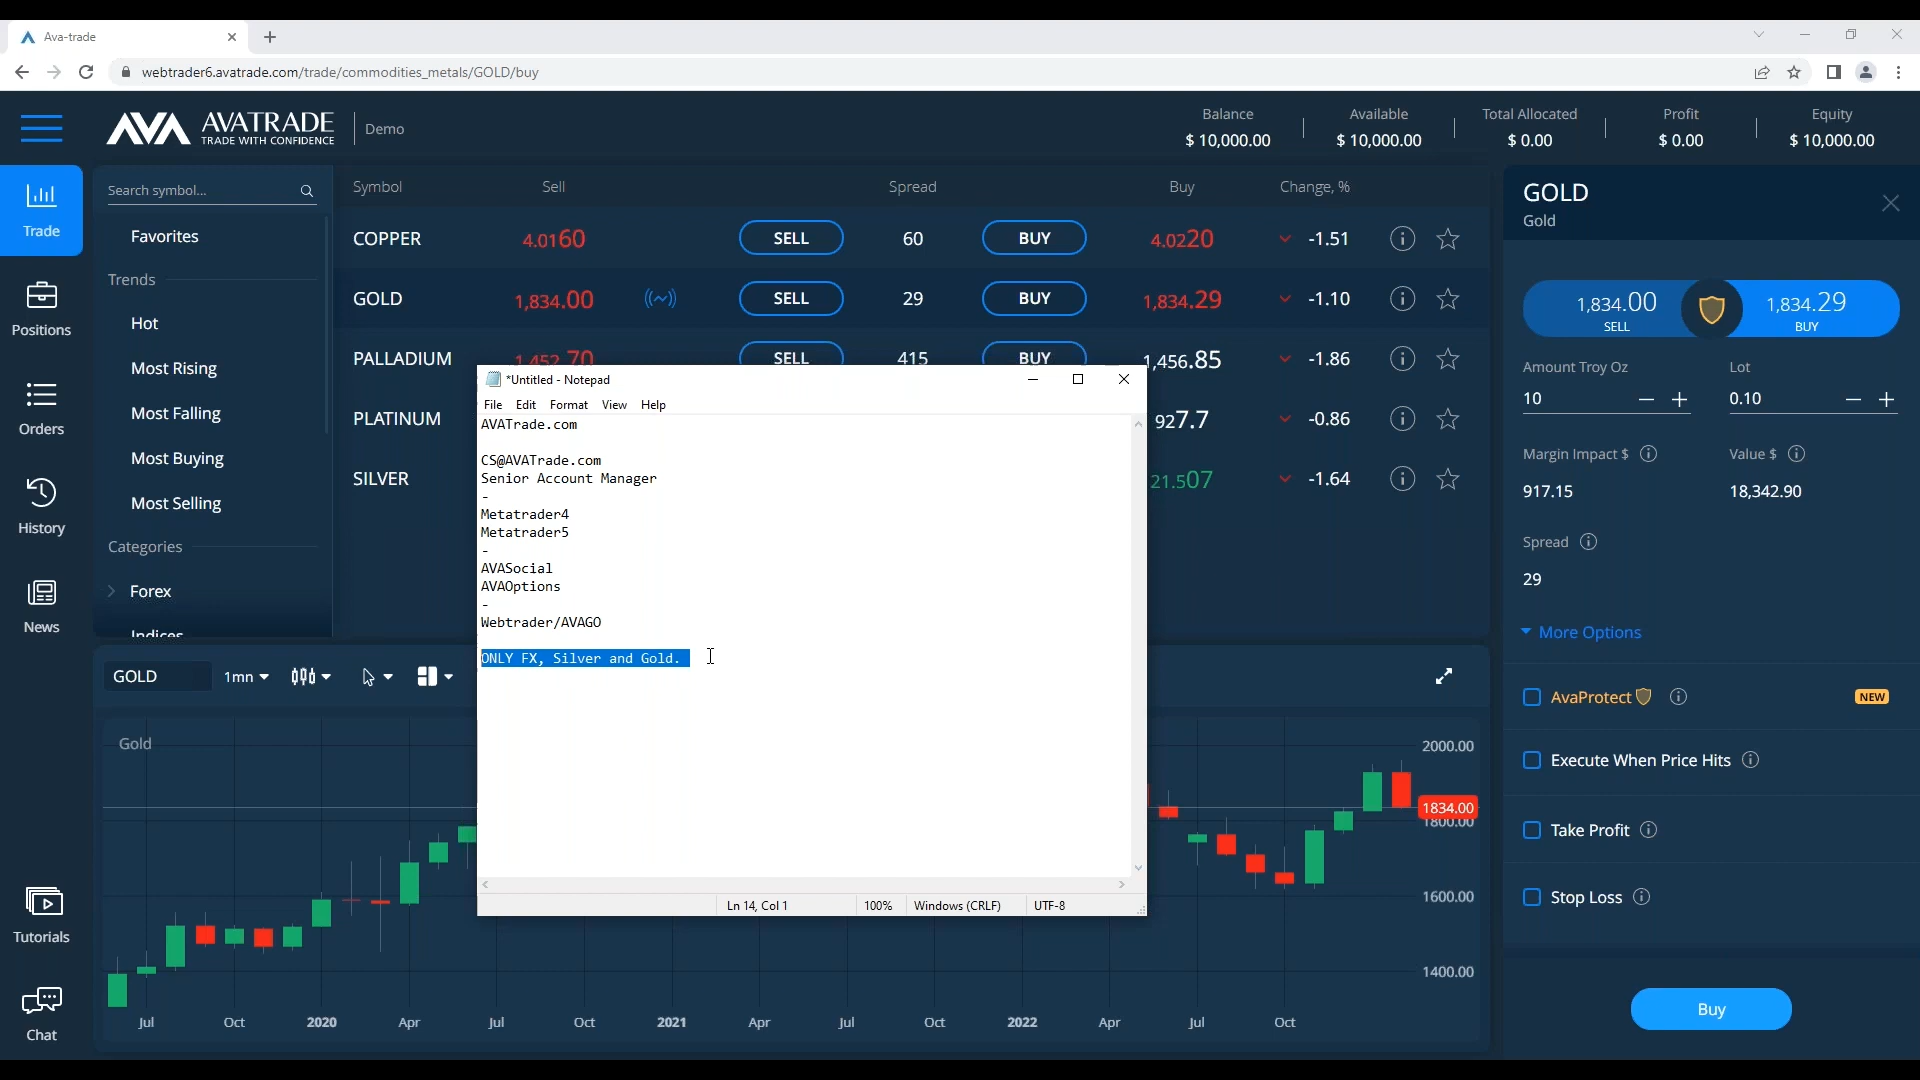 Ava-trade
webtrader6.avatrade.com/trade/commodities_metals/GOLD/buy
AVA AVATRADE
TRADE WITH CONFIDENCE
Demo
Balance
$ 10,000.00
Available
$ 10,000.00
Total Allocated
$ 0.00
Profit
$ 0.00
Equity
$ 10,000.00
Trade
Positions
Orders
History
News
Tutorials
Chat
Search symbol...
Favorites
Trends
Hot
Most Rising
Most Falling
Most Buying
Most Selling
Categories
Forex
Indices
Symbol Sell Spread Buy Change, %
COPPER 4.0160 SELL 60 BUY 4.0220 -1.51
GOLD 1,834.00 SELL 29 BUY 1,834.29 -1.10
PALLADIUM 1,452.70 SELL 415 BUY 1,456.85 -1.86
PLATINUM 927.7 -0.86
SILVER 21.507 -1.64
*Untitled - Notepad
File Edit Format View Help
AVATrade.com
CS@AVATrade.com
Senior Account Manager
-
Metatrader4
Metatrader5
-
AVASocial
AVAOptions
-
Webtrader/AVAGO
ONLY FX, Silver and Gold.
Ln 14, Col 1 100% Windows (CRLF) UTF-8
GOLD 1mn
Gold
2000.00
1834.00
1800.00
1600.00
1400.00
Jul Oct 2020 Apr Jul Oct 2021 Apr Jul Oct 2022 Apr Jul Oct
GOLD
Gold
1,834.00
SELL
1,834.29
BUY
Amount Troy Oz Lot
10 - + 0.10 - +
Margin Impact $ Value $
917.15 18,342.90
Spread
29
More Options
AvaProtect NEW
Execute When Price Hits
Take Profit
Stop Loss
Buy